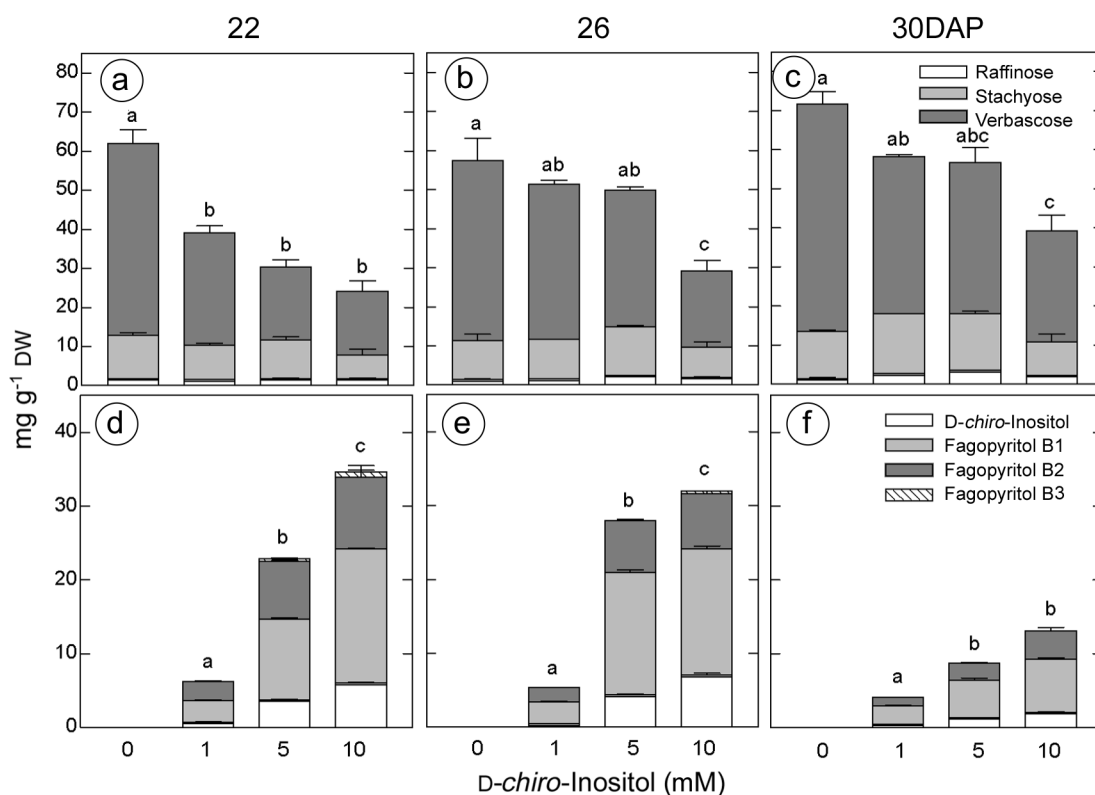 22 26 30DAP
a b c
Raffinose
Stachyose
Verbascose
80
70
60
50
40
30
20
10
0
a b b b
a ab ab c
a ab abc c
mg g⁻¹ DW
d e f
D-chiro-Inositol
Fagopyritol B1
Fagopyritol B2
Fagopyritol B3
40
30
20
10
0
a b c
a b c
a b b
0 1 5 10 0 1 5 10 0 1 5 10
D-chiro-Inositol (mM)